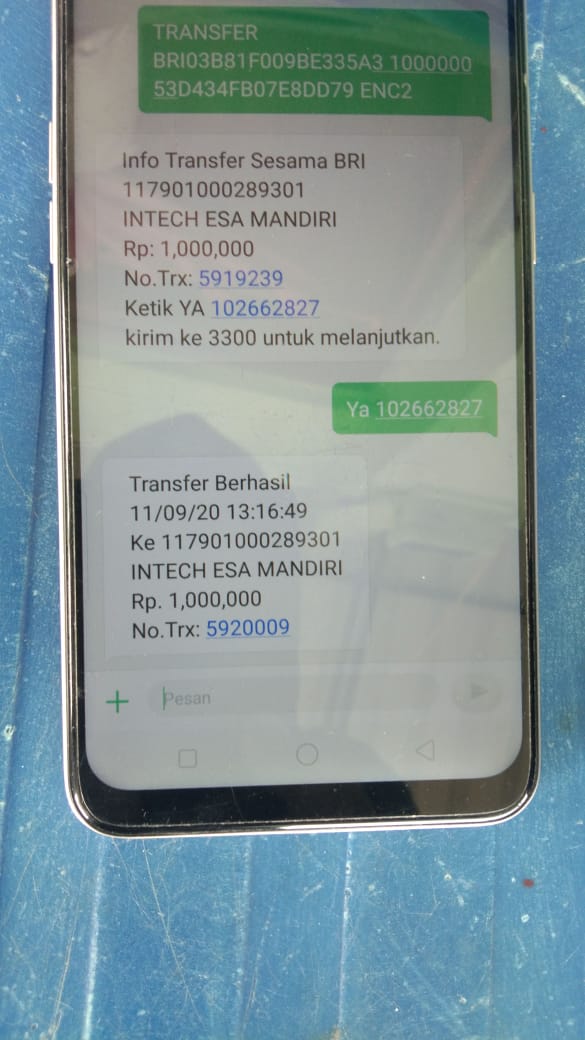 TRANSFER
BRI03B81F009BE335A3 1000000
53D434FB07E8DD79 ENC2
Info Transfer Sesama BRI
117901000289301
INTECH ESA MANDIRI
Rp: 1,000,000
No.Trx: 5919239
Ketik YA 102662827
kirim ke 3300 untuk melanjutkan.
Ya 102662827
Transfer Berhasil
11/09/20 13:16:49
Ke 117901000289301
INTECH ESA MANDIRI
Rp. 1,000,000
No.Trx: 5920009
Pesan